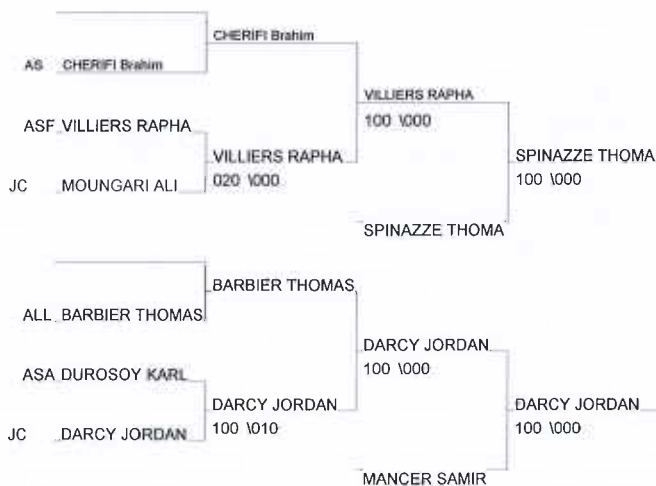 CHERIFI Brahim
AS CHERIFI Brahim
VILLIERS RAPHA
100 \000
ASF VILLIERS RAPHA
VILLIERS RAPHA
020 \000
SPINAZZE THOMA
100 \000
JC MOUNGARI ALI
SPINAZZE THOMA
BARBIER THOMAS
ALL BARBIER THOMAS
DARCY JORDAN
100 \000
ASA DUROSOY KARL
DARCY JORDAN
100 \010
DARCY JORDAN
100 \000
JC DARCY JORDAN
MANCER SAMIR